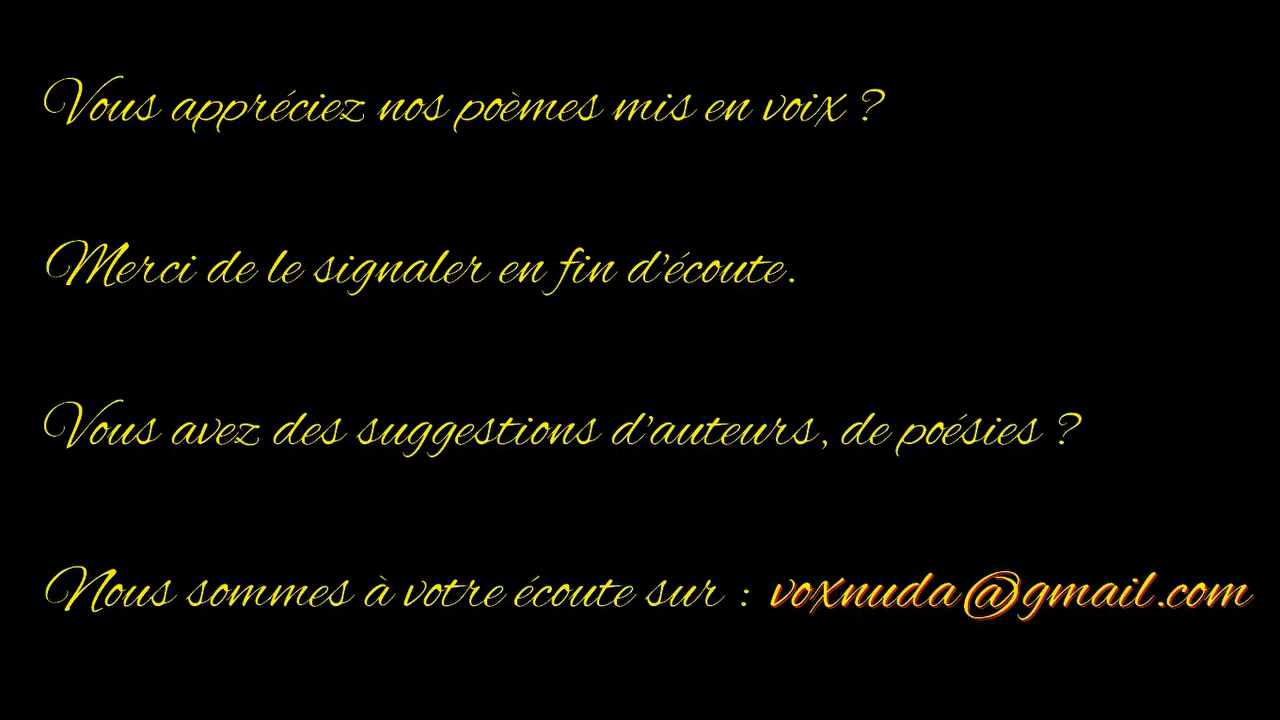 Vous appréciez nos poèmes mis en voix ?
Merci de le signaler en fin d'écoute.
Vous avez des suggestions d'auteurs, de poésies ?
Nous sommes à votre écoute sur : voxnuda@gmail.com